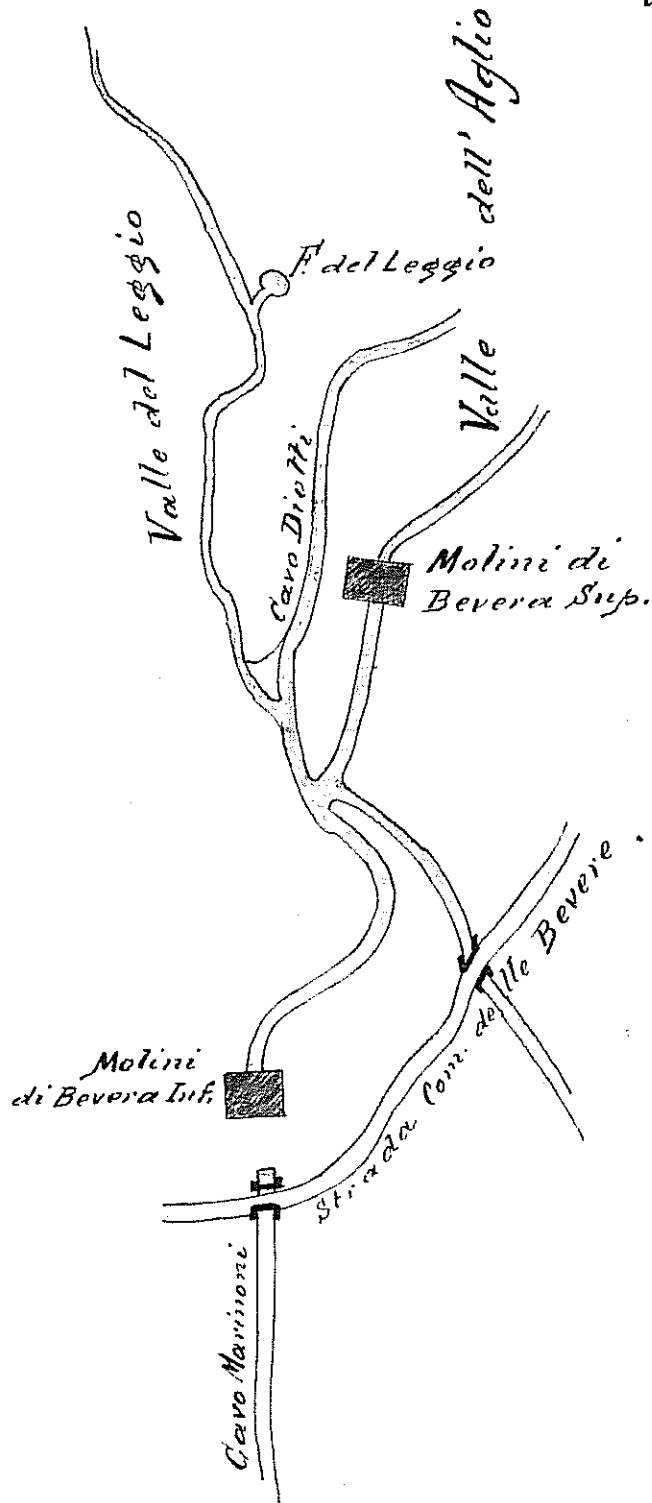 Valle dell' Aglio
Valle del Leggio
F. del Leggio
Cavo Diotti
Molini di
Bevera Sup.
Strada Com. delle Bevere.
Molini
di Bevera Inf.
Cavo Marinoni